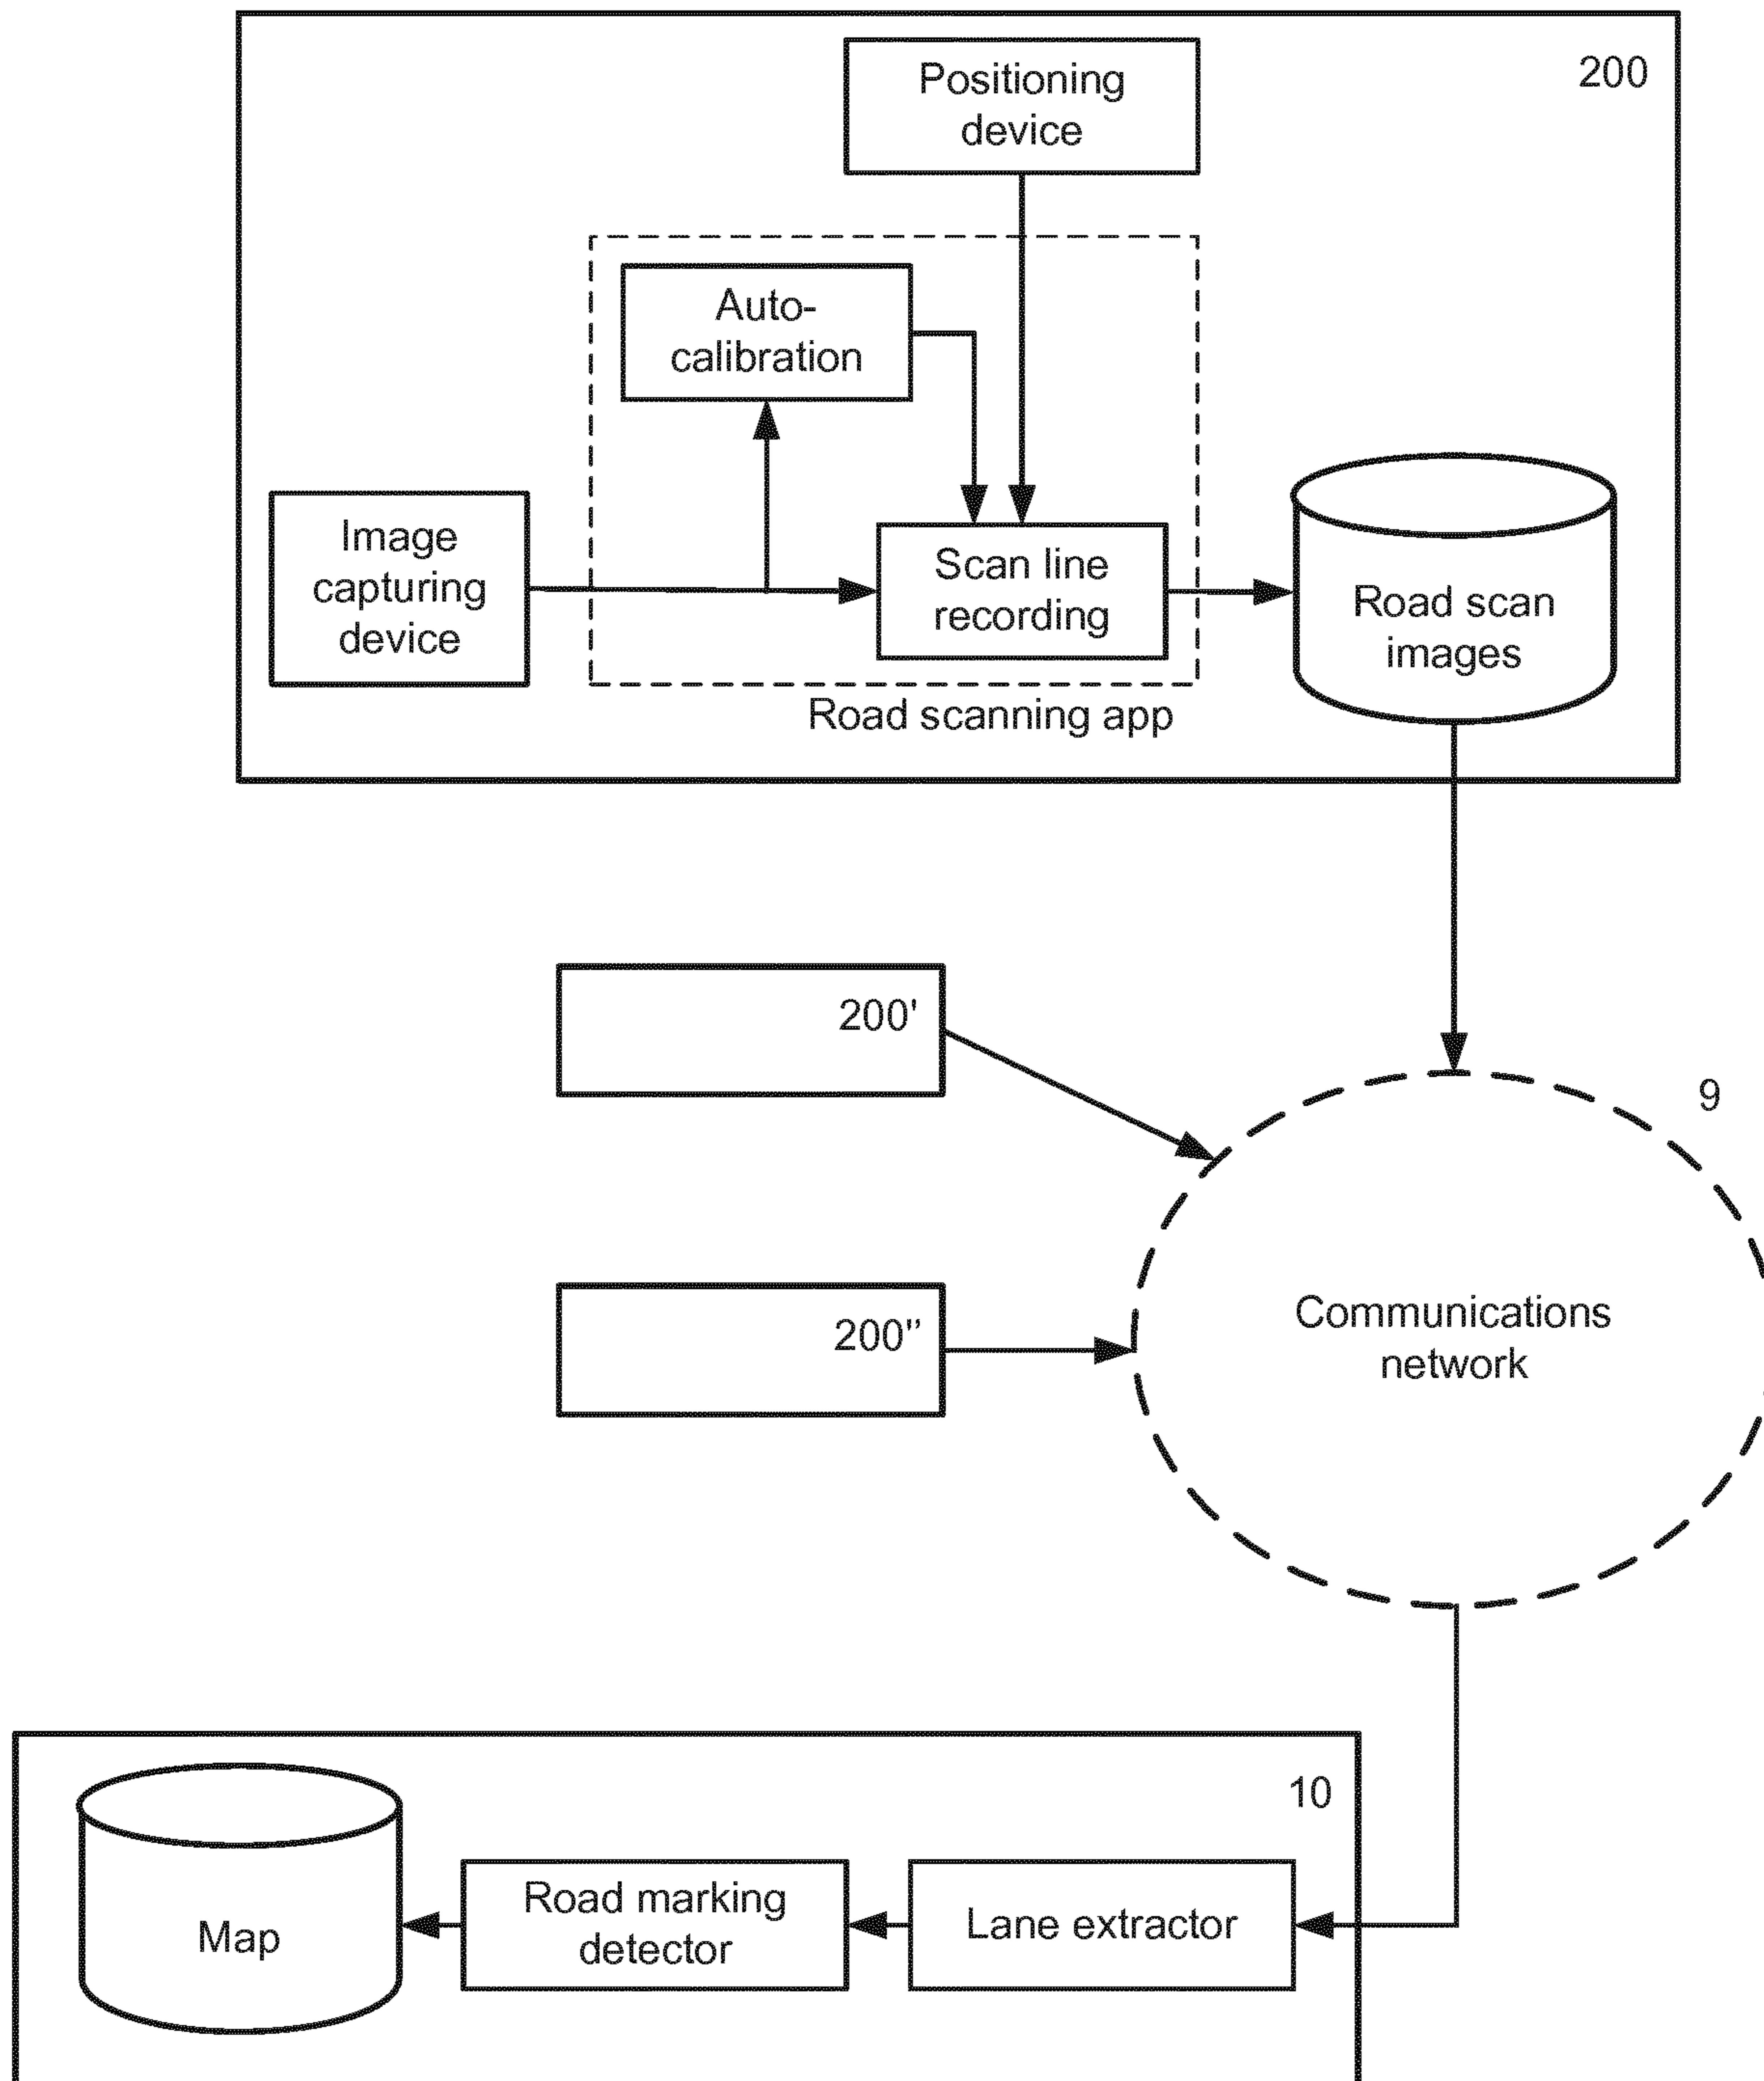 200
Positioning
device
Auto-
calibration
Image
capturing
device
Scan line
recording
Road scan
images
Road scanning app
200'
9
200"
Communications
network
10
Map
Road marking
detector
Lane extractor